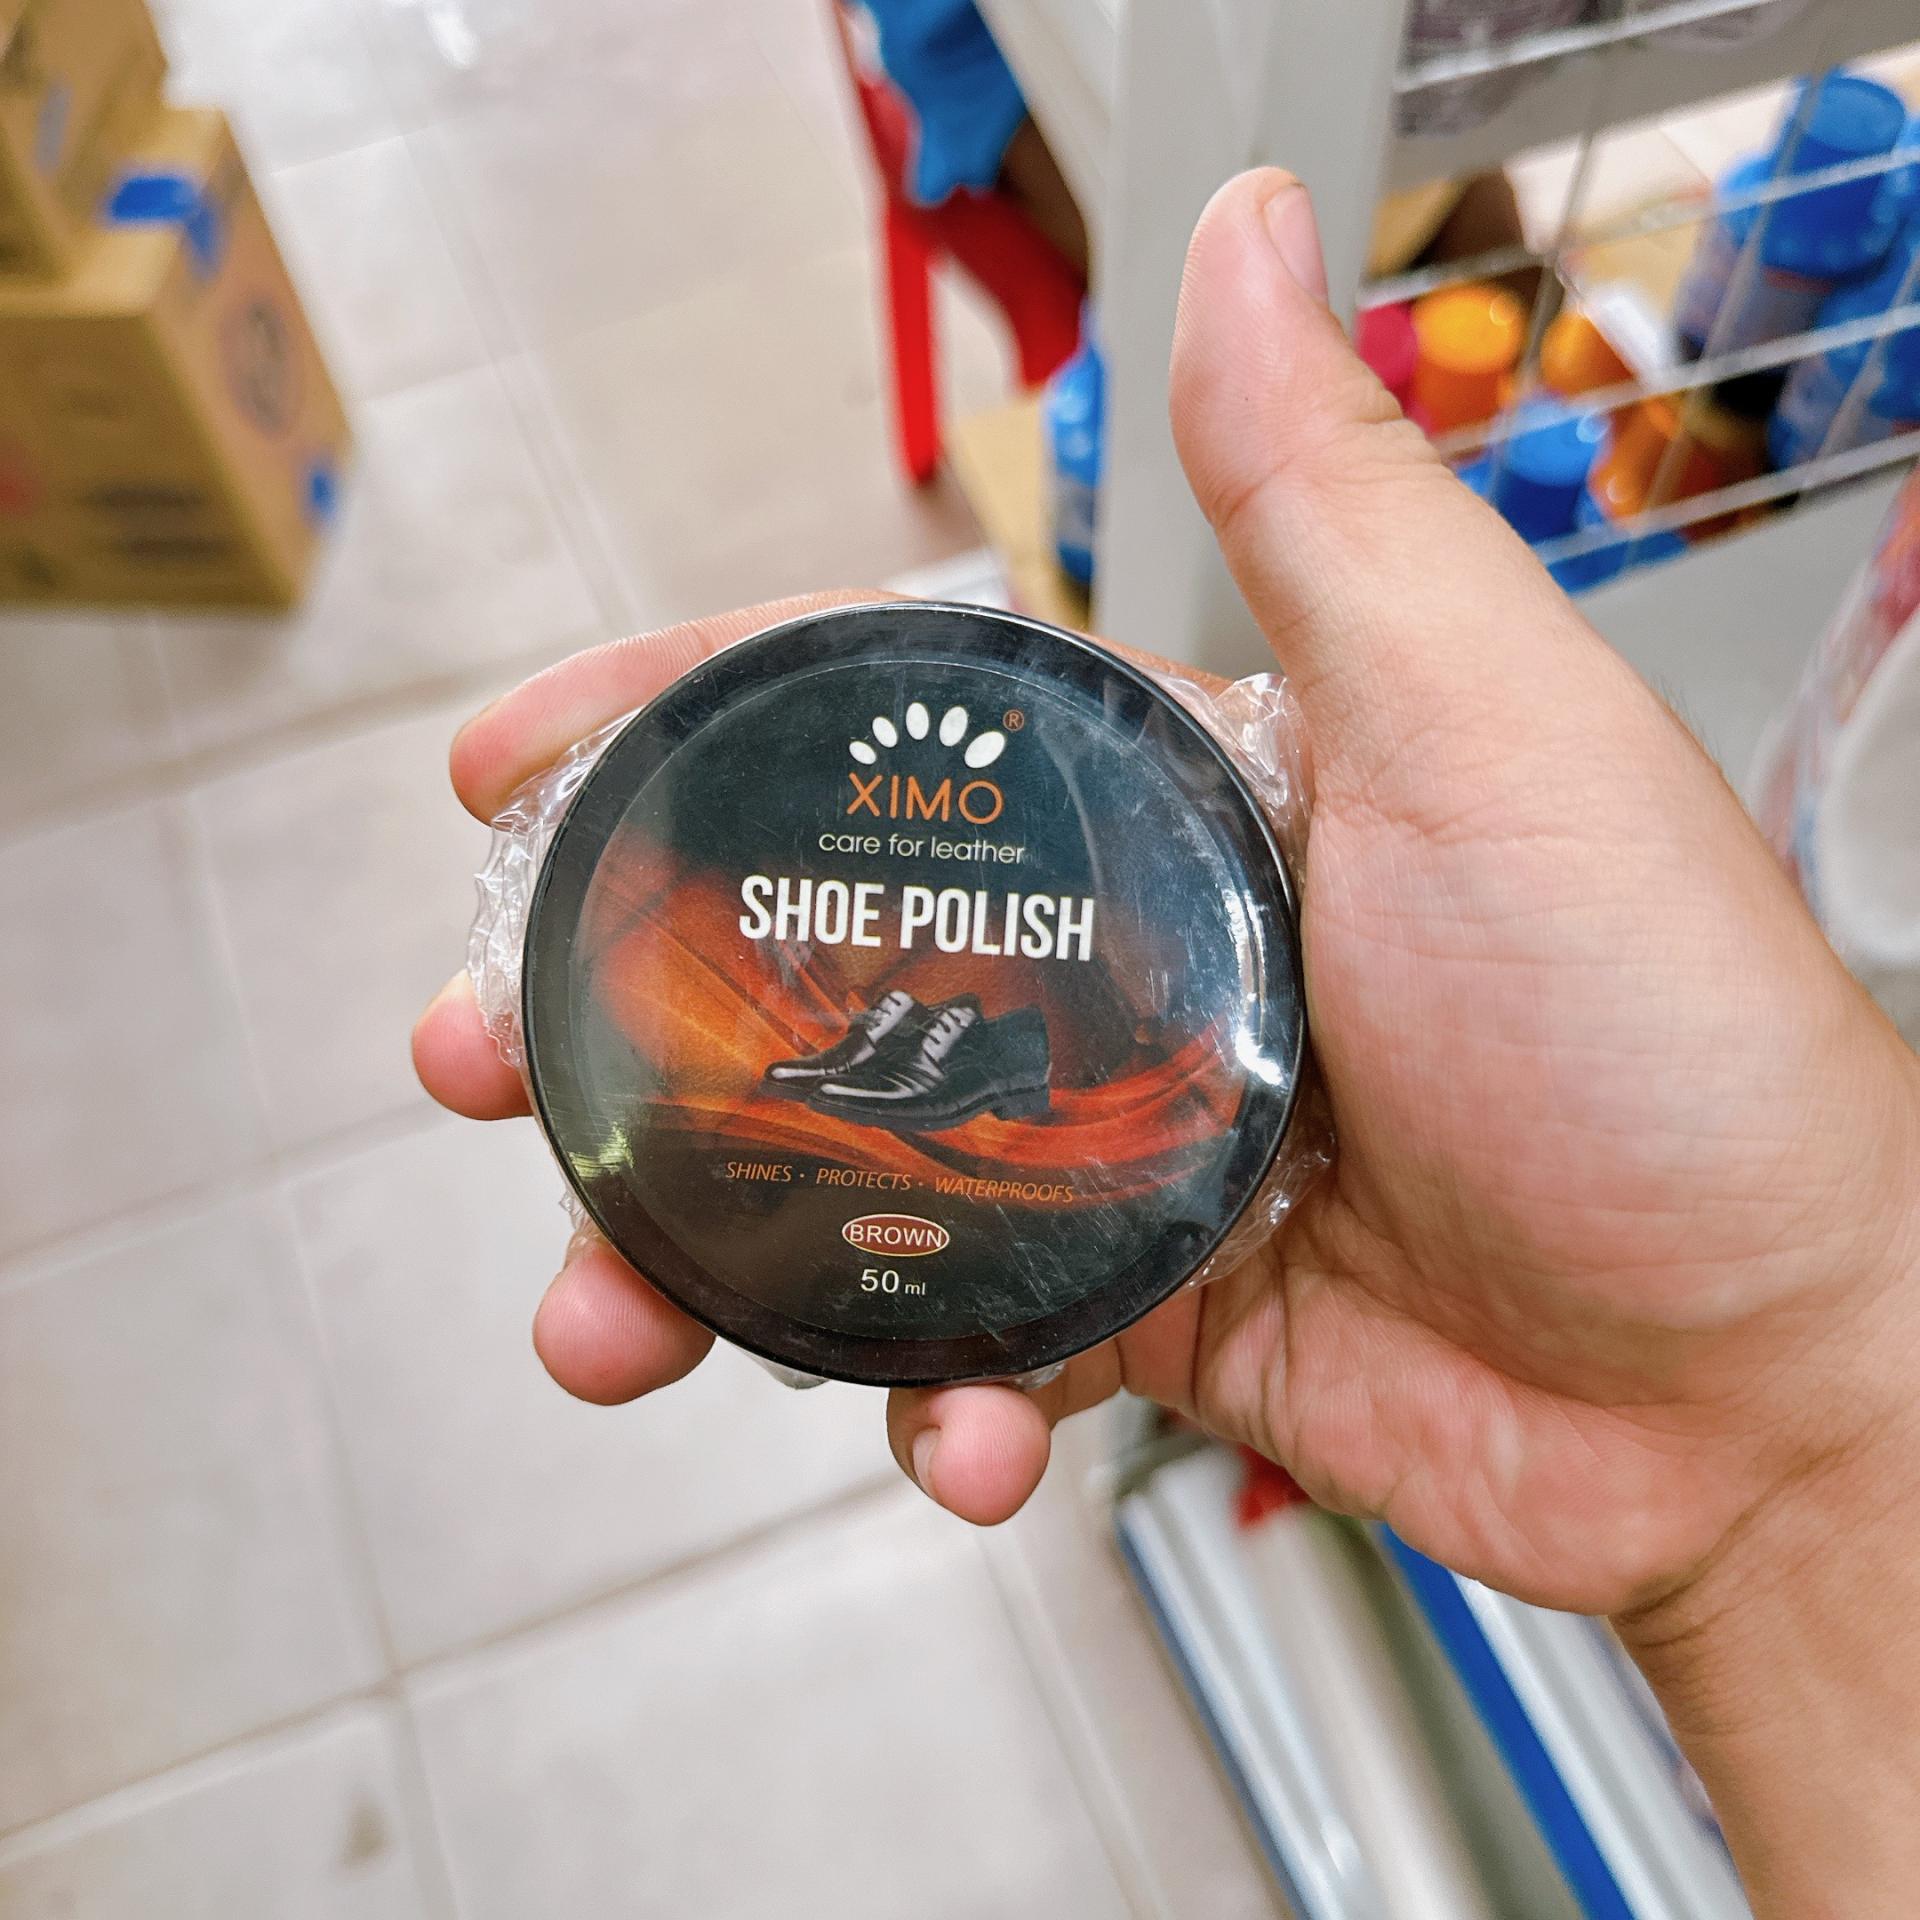 ®
XIMO
care for leather
SHOE POLISH
SHINES · PROTECTS · WATERPROOFS
BROWN
50 ml